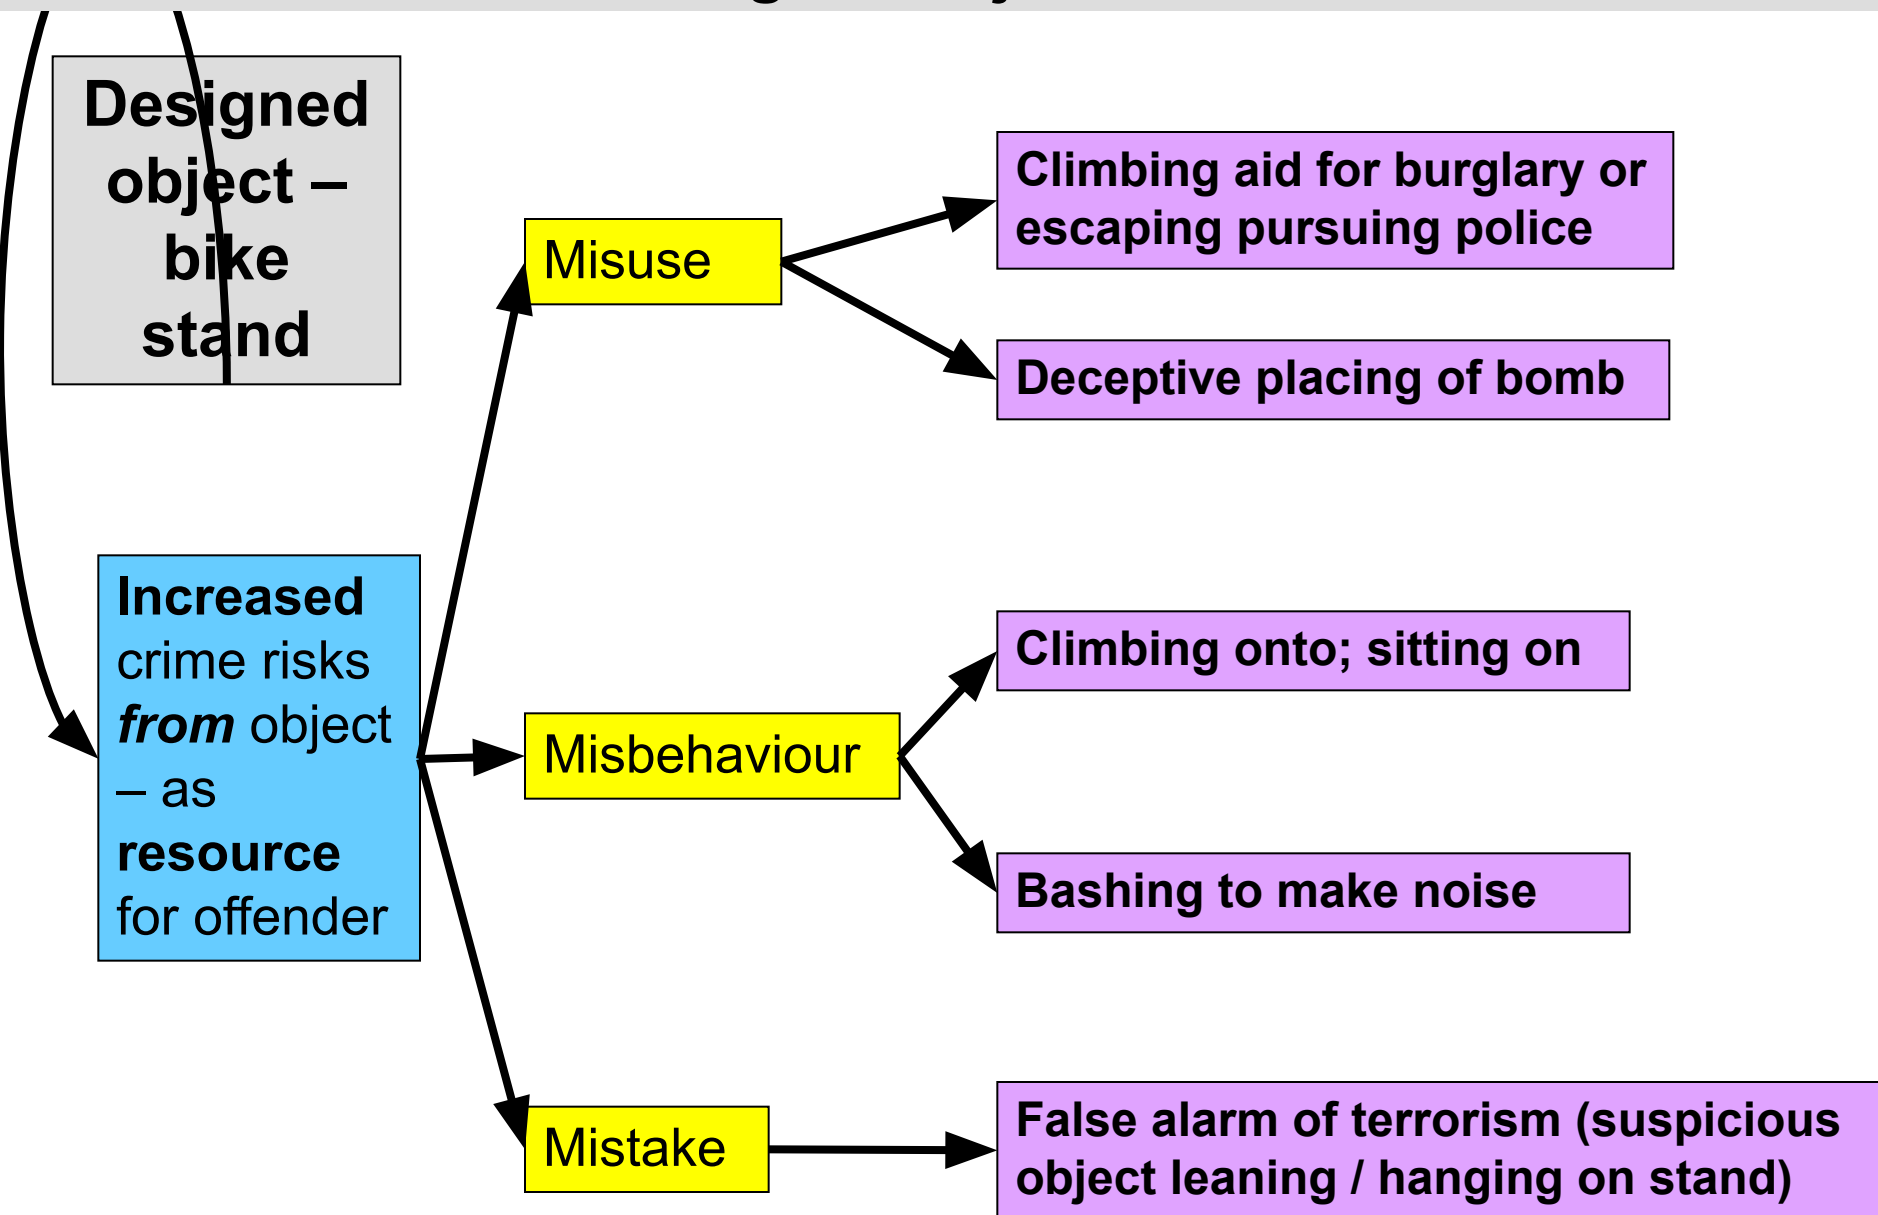 Designed
object –
bike
stand
Misuse
Climbing aid for burglary or
escaping pursuing police
Deceptive placing of bomb
Increased
crime risks
from object
– as
resource
for offender
Misbehaviour
Climbing onto; sitting on
Bashing to make noise
Mistake
False alarm of terrorism (suspicious
object leaning / hanging on stand)